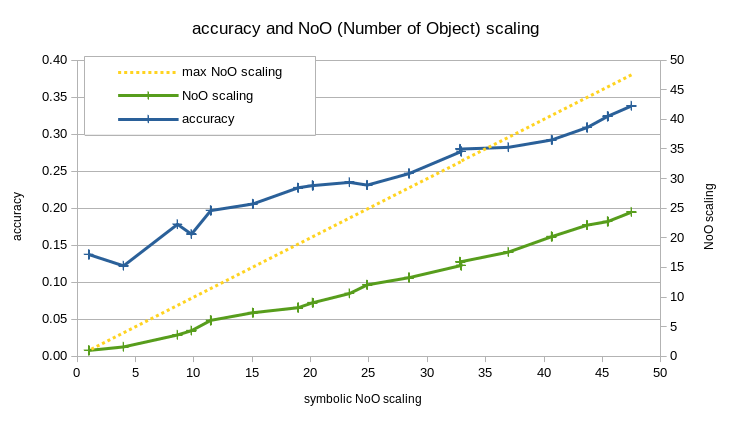 accuracy and NoO (Number of Object) scaling
max NoO scaling
NoO scaling
accuracy
0.40
0.35
0.30
0.25
0.20
0.15
0.10
0.05
0.00
accuracy
50
45
40
35
30
25
20
15
10
5
0
NoO scaling
0 5 10 15 20 25 30 35 40 45 50
symbolic NoO scaling